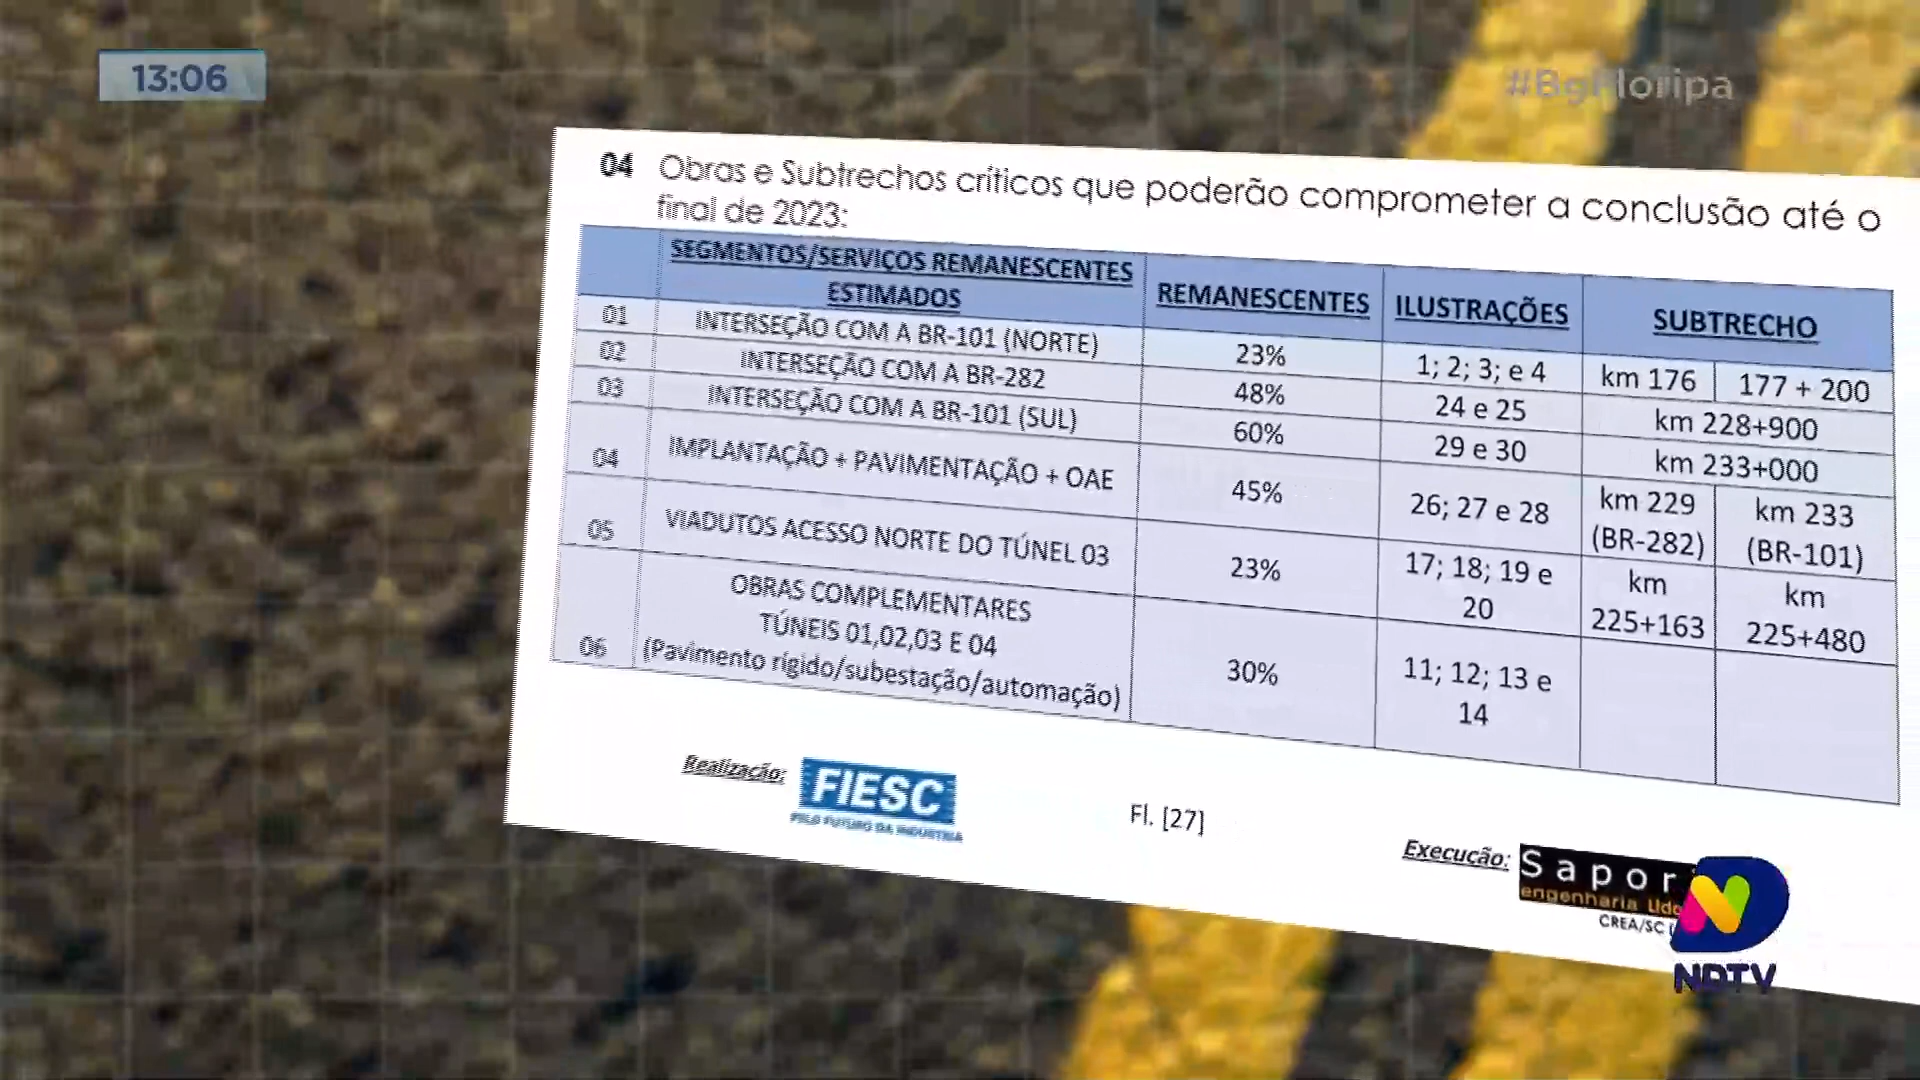 13:06
#BgFloripa
04 Obras e Subtrechos críticos que poderão comprometer a conclusão até o
final de 2023:
SEGMENTOS/SERVIÇOS REMANESCENTES
ESTIMADOS
REMANESCENTES
ILUSTRAÇÕES
SUBTRECHO
01 INTERSEÇÃO COM A BR-101 (NORTE) 23% 1; 2; 3; e 4 km 176 177 + 200
02 INTERSEÇÃO COM A BR-282 48% 24 e 25 km 228+900
03 INTERSEÇÃO COM A BR-101 (SUL) 60% 29 e 30 km 233+000
04 IMPLANTAÇÃO + PAVIMENTAÇÃO + OAE 45% 26; 27 e 28 km 229 km 233
(BR-282) (BR-101)
05 VIADUTOS ACESSO NORTE DO TÚNEL 03 23% 17; 18; 19 e km km
20 225+163 225+480
OBRAS COMPLEMENTARES
TÚNEIS 01,02,03 E 04
06 (Pavimento rígido/subestação/automação) 30% 11; 12; 13 e
14
Realização:
FIESC
PELO FUTURO DA INDÚSTRIA
Fl. [27]
Execução:
Sapor
engenharia Ltda
CREA/SC
NDTV